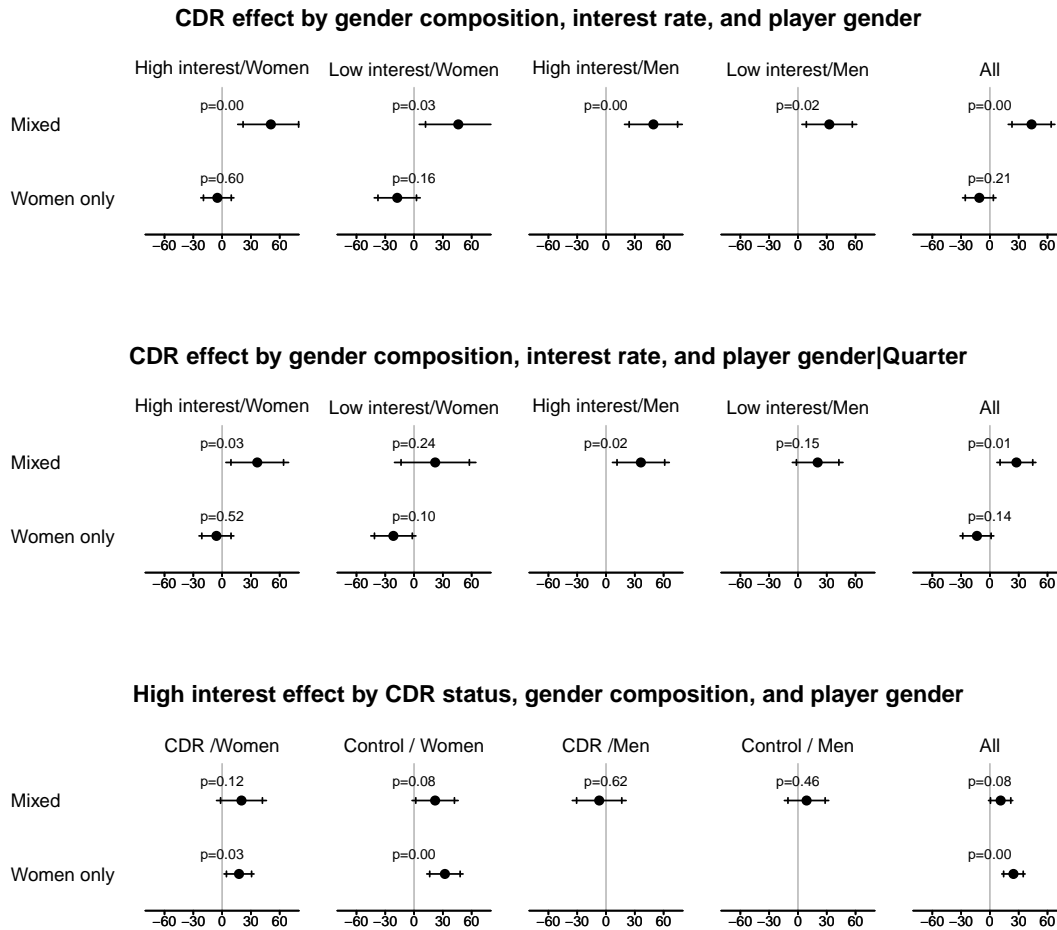 CDR effect by gender composition, interest rate, and player gender
High interest/Women Low interest/Women High interest/Men Low interest/Men All
Mixed p=0.00 p=0.03 p=0.00 p=0.02 p=0.00
Women only p=0.60 p=0.16 p=0.21
−60 −30 0 30 60 −60 −30 0 30 60 −60 −30 0 30 60 −60 −30 0 30 60 −60 −30 0 30 60
CDR effect by gender composition, interest rate, and player gender|Quarter
High interest/Women Low interest/Women High interest/Men Low interest/Men All
Mixed p=0.03 p=0.24 p=0.02 p=0.15 p=0.01
Women only p=0.52 p=0.10 p=0.14
−60 −30 0 30 60 −60 −30 0 30 60 −60 −30 0 30 60 −60 −30 0 30 60 −60 −30 0 30 60
High interest effect by CDR status, gender composition, and player gender
CDR /Women Control / Women CDR /Men Control / Men All
Mixed p=0.12 p=0.08 p=0.62 p=0.46 p=0.08
Women only p=0.03 p=0.00 p=0.00
−60 −30 0 30 60 −60 −30 0 30 60 −60 −30 0 30 60 −60 −30 0 30 60 −60 −30 0 30 60